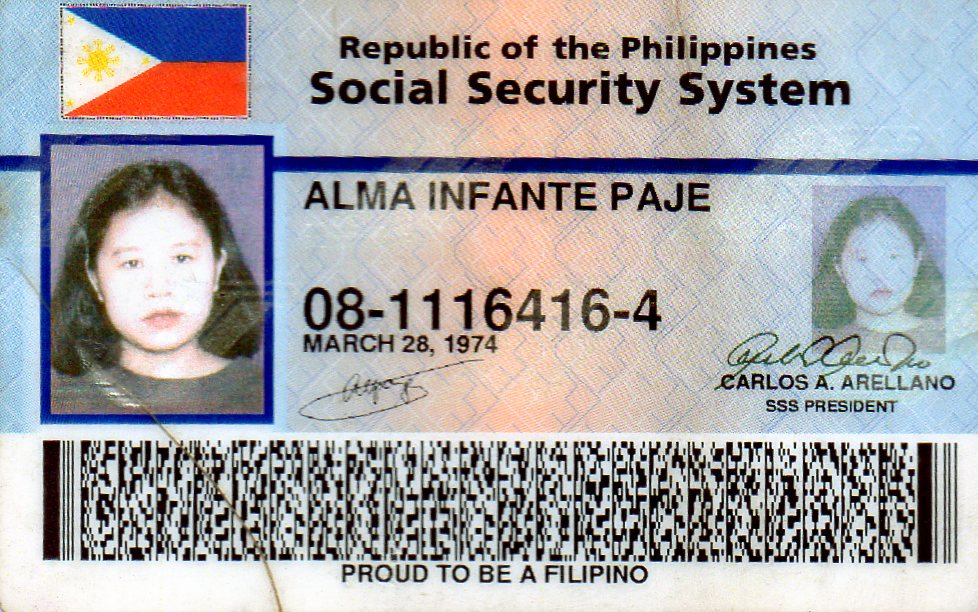 Republic of the Philippines
Social Security System
ALMA INFANTE PAJE
08-1116416-4
MARCH 28, 1974
CARLOS A. ARELLANO
SSS PRESIDENT
PROUD TO BE A FILIPINO